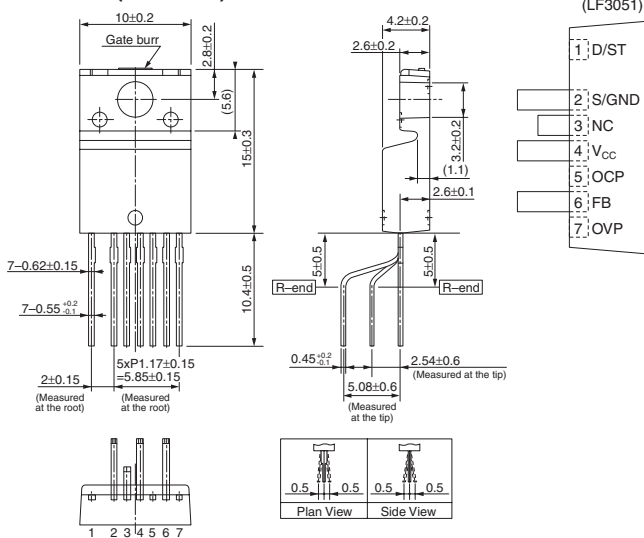 10±0.2
Gate burr
2.8±0.2
(5.6)
15±0.3
10.4±0.5
7–0.62±0.15
7–0.55 +0.2 -0.1
5xP1.17±0.15
=5.85±0.15
2±0.15
(Measured
at the root)
(Measured
at the root)
4.2±0.2
2.6±0.2
3.2±0.2
(1.1)
2.6±0.1
5±0.5
5±0.5
R–end
R–end
0.45 +0.2 -0.1
2.54±0.6
(Measured at the tip)
5.08±0.6
(Measured
at the tip)
(LF3051)
1 D/ST
2 S/GND
3 NC
4 VCC
5 OCP
6 FB
7 OVP
1 2 3 4 5 6 7
0.5 0.5
Plan View
0.5 0.5
Side View